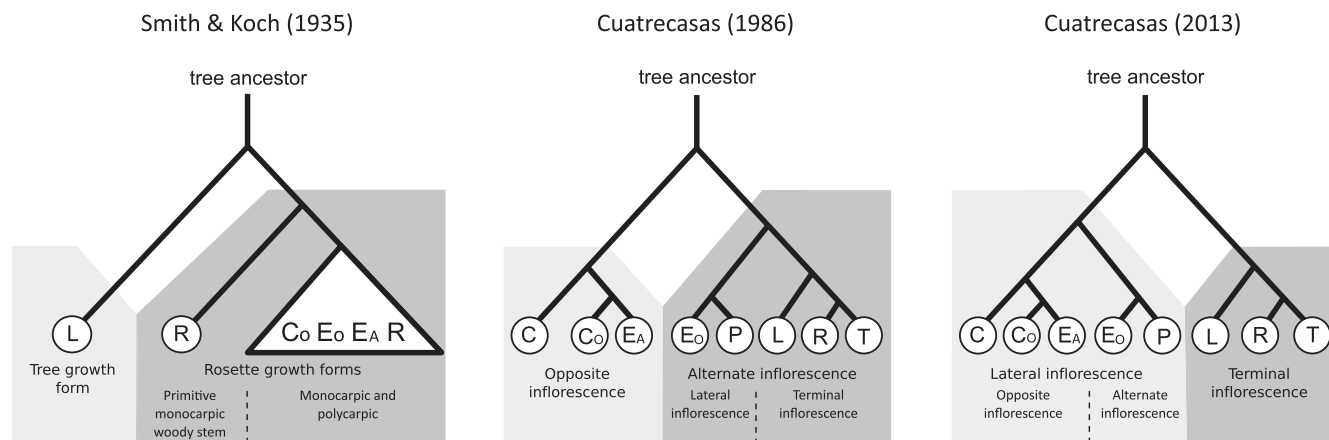 Smith & Koch (1935)
tree ancestor
L
R
Co Eo EA R
Tree growth
form
Rosette growth forms
Primitive
monocarpic
woody stem
Monocarpic and
polycarpic
Cuatrecasas (1986)
tree ancestor
C
Co
EA
Eo
P
L
R
T
Opposite
inflorescence
Alternate inflorescence
Lateral
inflorescence
Terminal
inflorescence
Cuatrecasas (2013)
tree ancestor
C
Co
EA
Eo
P
L
R
T
Lateral inflorescence
Opposite
inflorescence
Alternate
inflorescence
Terminal
inflorescence